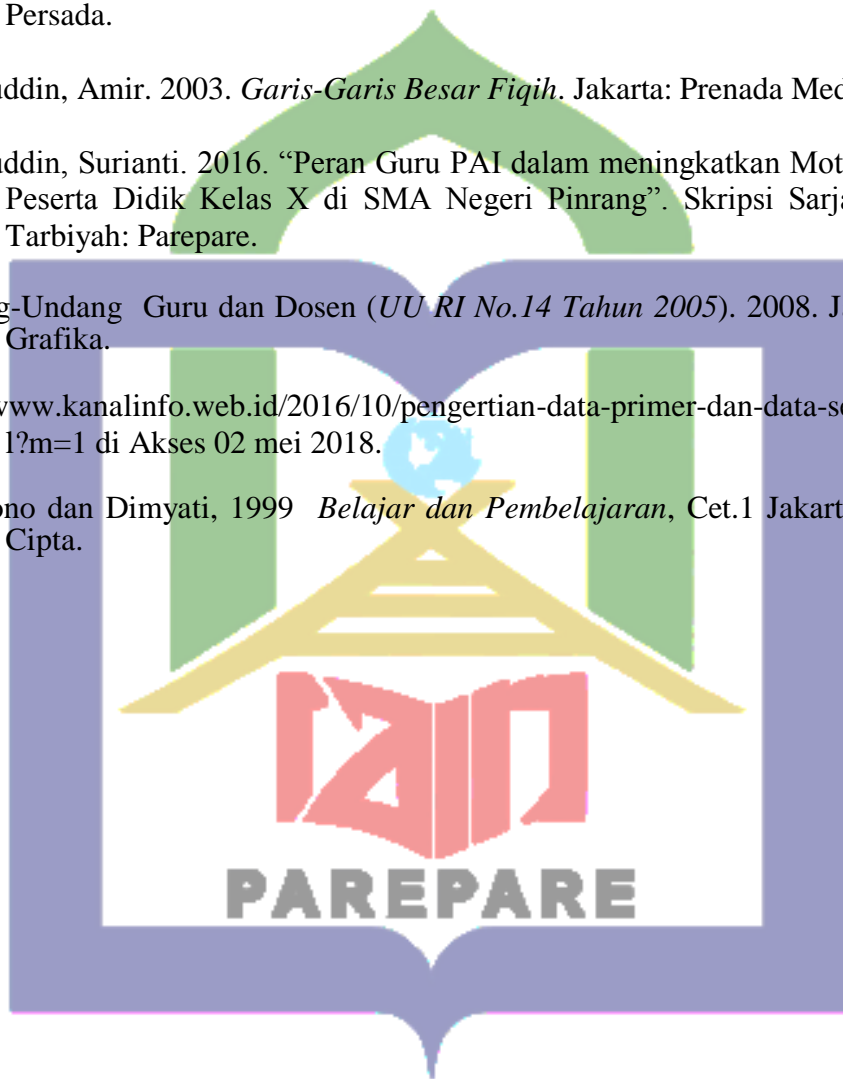 Persada.
uddin, Amir. 2003. Garis-Garis Besar Fiqih. Jakarta: Prenada Med
uddin, Surianti. 2016. “Peran Guru PAI dalam meningkatkan Mot
Peserta Didik Kelas X di SMA Negeri Pinrang”. Skripsi Sarj
Tarbiyah: Parepare.
g-Undang Guru dan Dosen (UU RI No.14 Tahun 2005). 2008. J
Grafika.
www.kanalinfo.web.id/2016/10/pengertian-data-primer-dan-data-s
l?m=1 di Akses 02 mei 2018.
ono dan Dimyati, 1999 Belajar dan Pembelajaran, Cet.1 Jakart
Cipta.
iain
PAREPARE